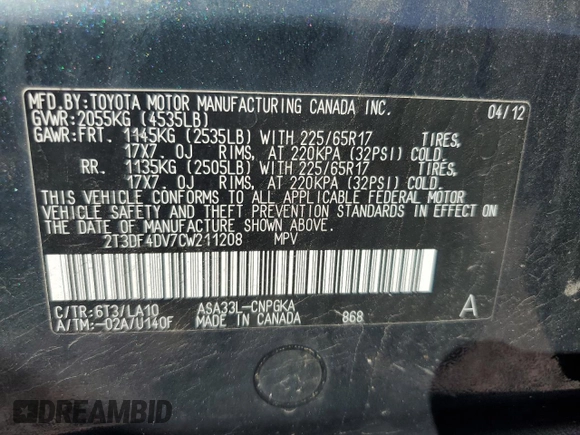 MFD.BY:TOYOTA MOTOR MANUFACTURING CANADA INC.
GVWR:2055KG (4535LB) 04/12
GAWR:FRT. 1145KG (2535LB) WITH 225/65R17 TIRES,
17X7.0J RIMS, AT 220KPA (32PSI) COLD.
RR. 1135KG (2505LB) WITH 225/65R17 TIRES,
17X7.0J RIMS, AT 220KPA (32PSI) COLD.
THIS VEHICLE CONFORMS TO ALL APPLICABLE FEDERAL MOTOR
VEHICLE SAFETY AND THEFT PREVENTION STANDARDS IN EFFECT
ON THE DATE OF MANUFACTURE SHOWN ABOVE.
2T3DF4DV7CW211208 MPV
C/TR:6T3/LA10 ASA33L-CNPGKA
A/TM:-02A/U140F MADE IN CANADA 868 A
DREAMBID